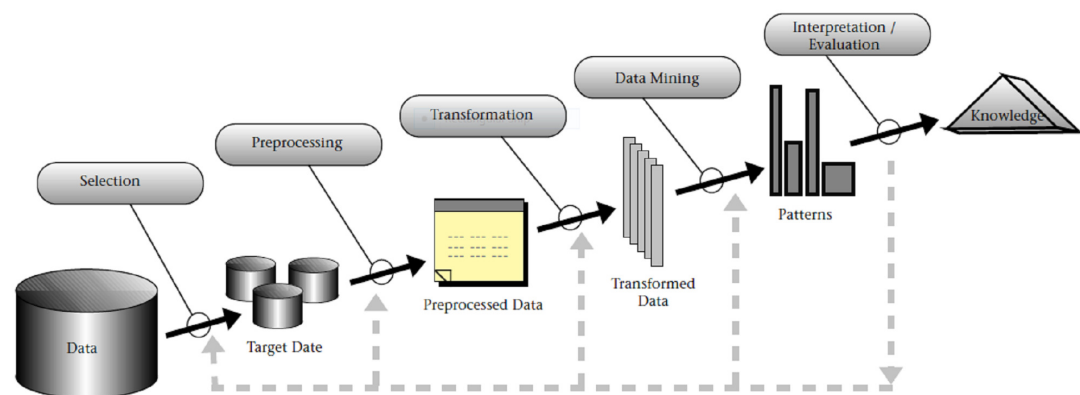 Interpretation /
Evaluation
Data Mining
Transformation
Preprocessing
Selection
Knowledge
Patterns
Transformed
Data
Preprocessed Data
Target Date
Data